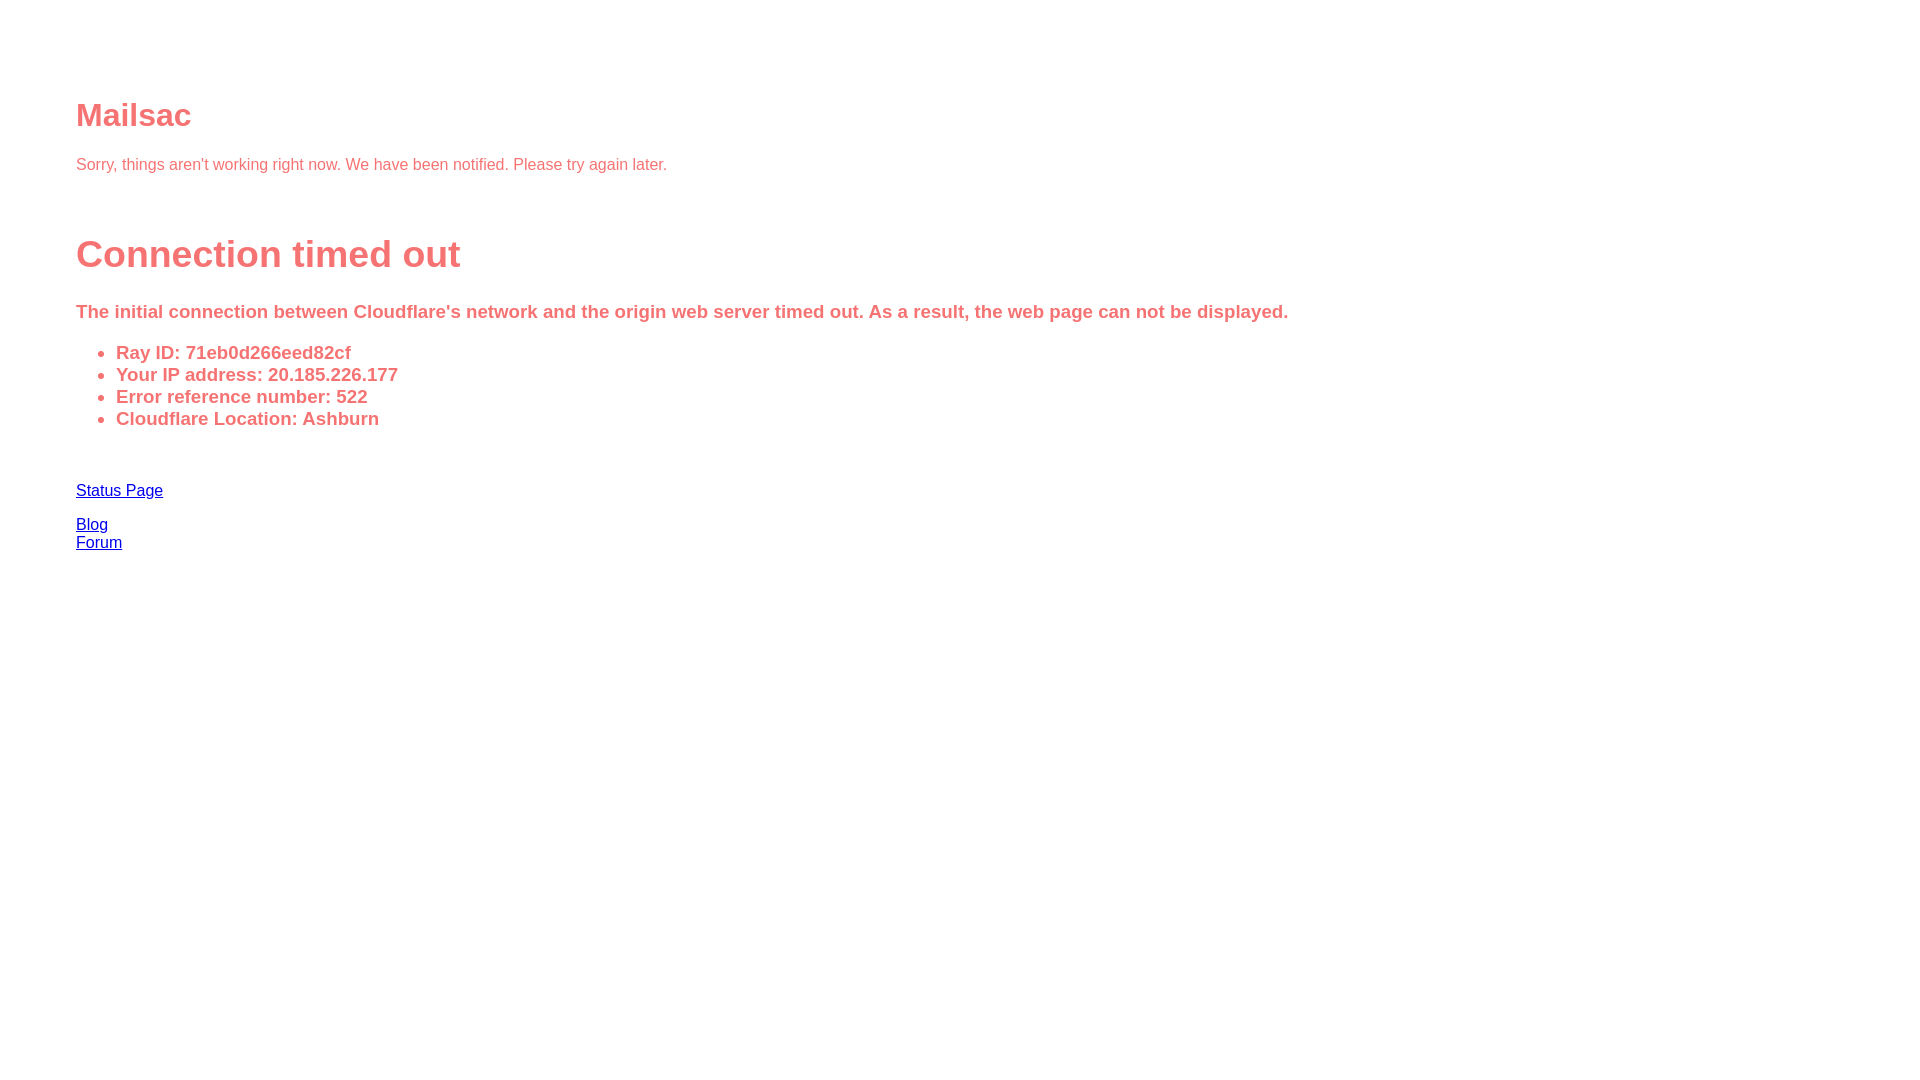 Mailsac
Sorry, things aren't working right now. We have been notified. Please try again later.
Connection timed out
The initial connection between Cloudflare's network and the origin web server timed out. As a result, the web page can not be displayed.
• Ray ID: 71eb0d266eed82cf
• Your IP address: 20.185.226.177
• Error reference number: 522
• Cloudflare Location: Ashburn
Status Page
Blog
Forum